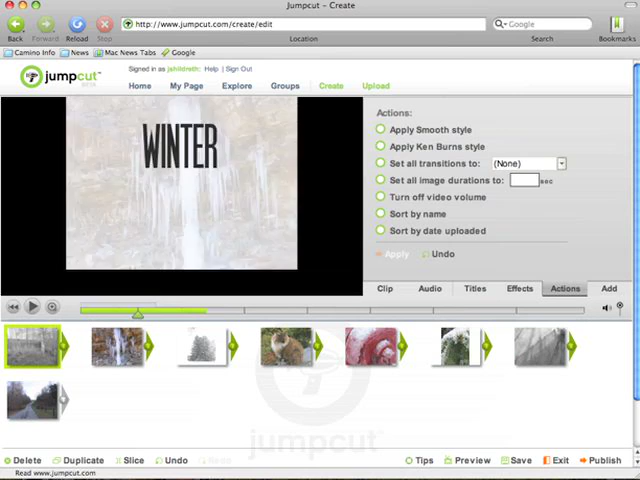 Jumpcut - Create
http://www.jumpcut.com/create/edit
Google
Back
Forward
Reload
Stop
Location
Search
Bookmarks
Camino Info
News
Mac News Tabs
Google
Signed in as jshildreth: Help | Sign Out
jumpcut™
BETA
Home
My Page
Explore
Groups
Create
Upload
WINTER
Actions:
Apply Smooth style
Apply Ken Burns style
Set all transitions to: (None)
Set all image durations to: sec
Turn off video volume
Sort by name
Sort by date uploaded
Apply
Undo
Clip
Audio
Titles
Effects
Actions
Add
jumpcut™
Delete
Duplicate
Slice
Undo
Redo
Tips
Preview
Save
Exit
Publish
Read www.jumpcut.com